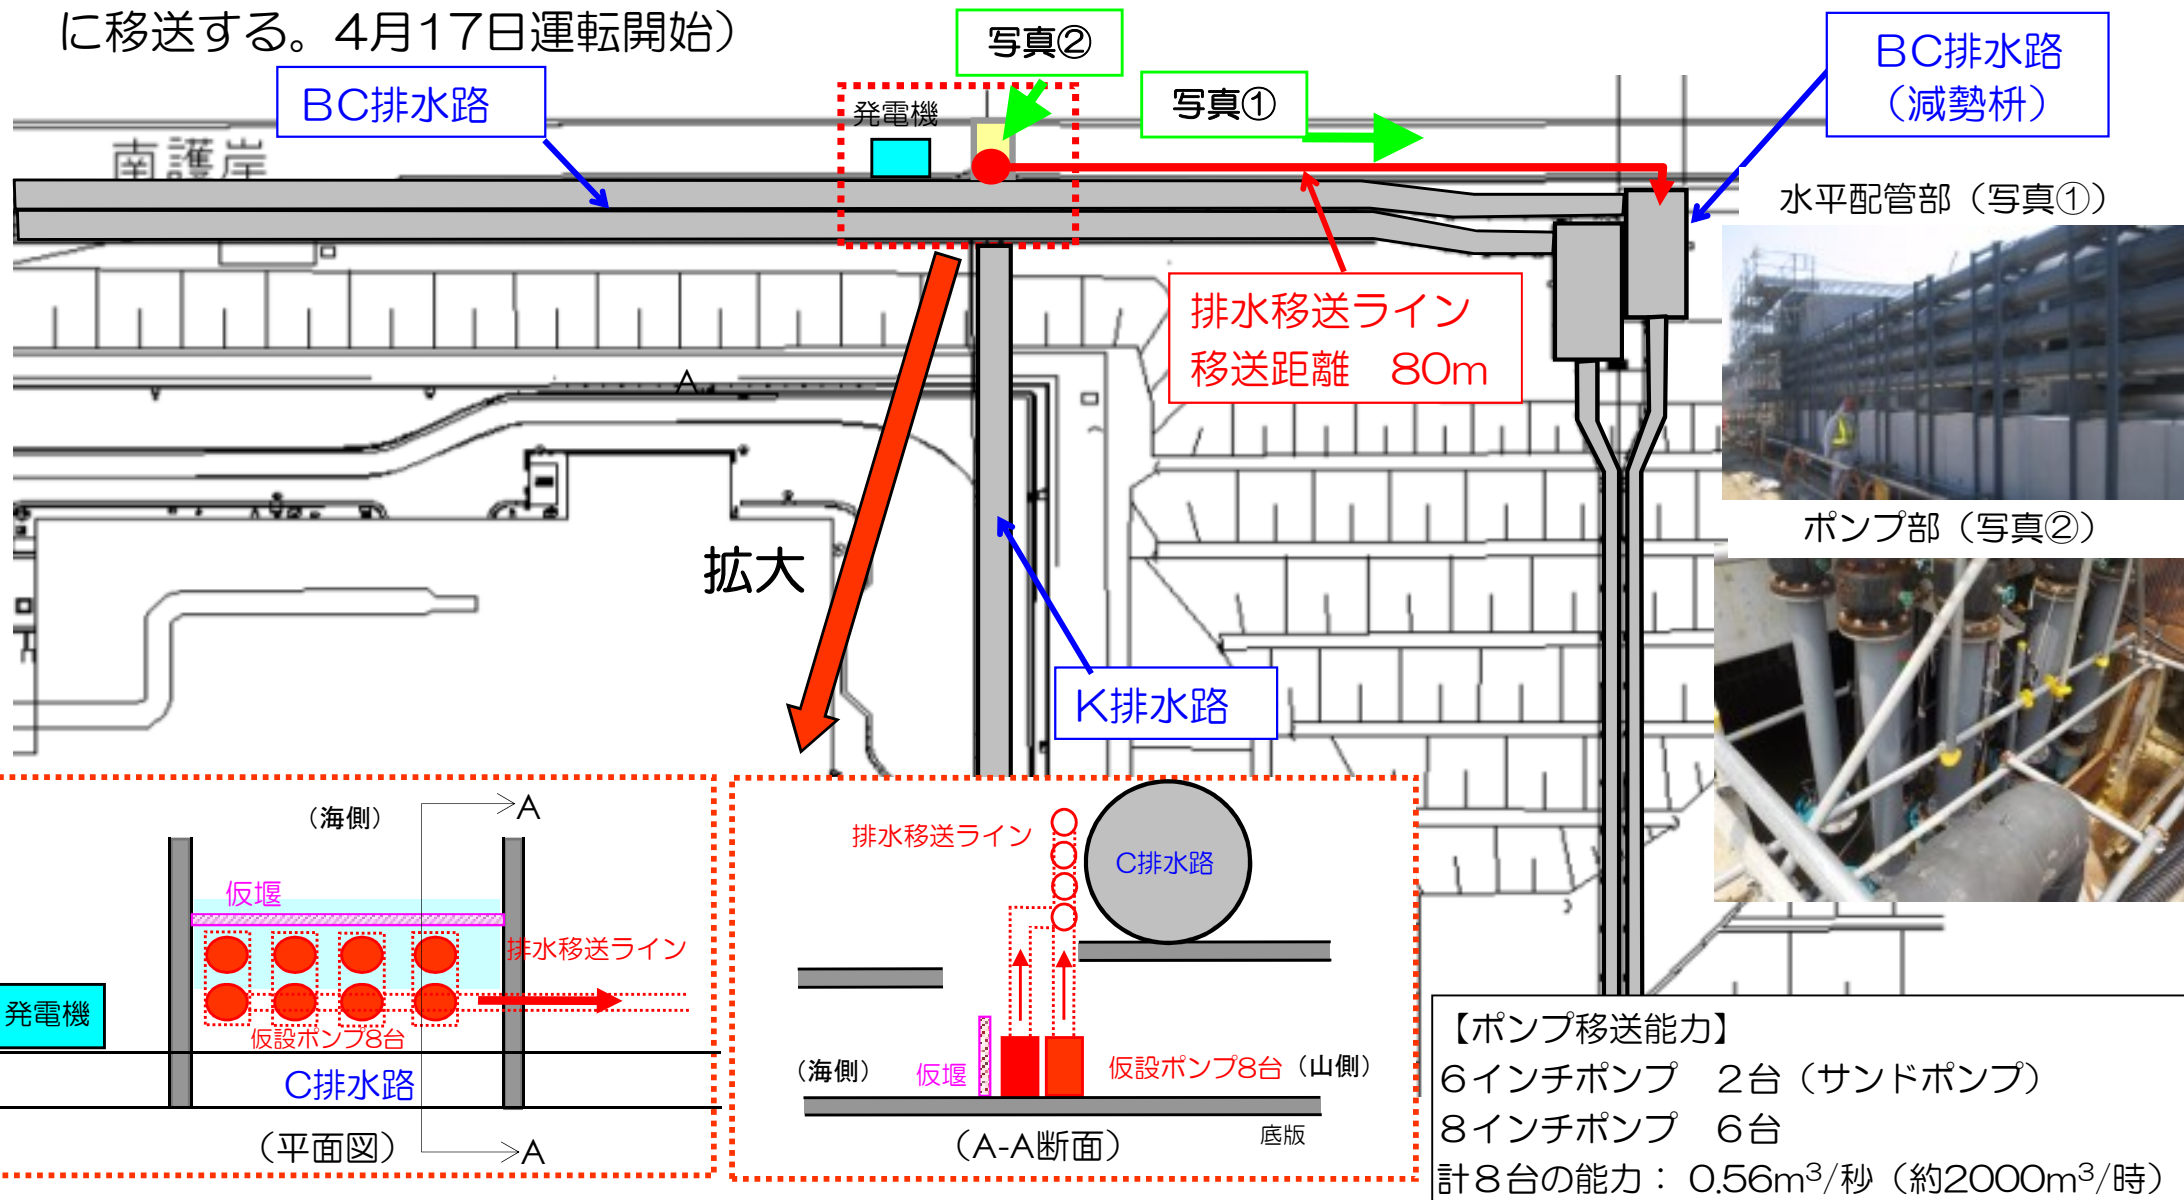 に移送する。4月17日運転開始）
写真②
BC排水路
（減勢枡）
BC排水路
写真①
発電機
南護岸
水平配管部（写真①）
排水移送ライン
移送距離　80m
A
ポンプ部（写真②）
拡大
K排水路
（海側）
A
仮堰
排水移送ライン
発電機
仮設ポンプ8台
C排水路
（平面図）
A
排水移送ライン
C排水路
（海側）
仮堰
仮設ポンプ8台
（山側）
底版
（A-A断面）
【ポンプ移送能力】
6インチポンプ　2台（サンドポンプ）
8インチポンプ　6台
計8台の能力：0.56m³/秒（約2000m³/時）